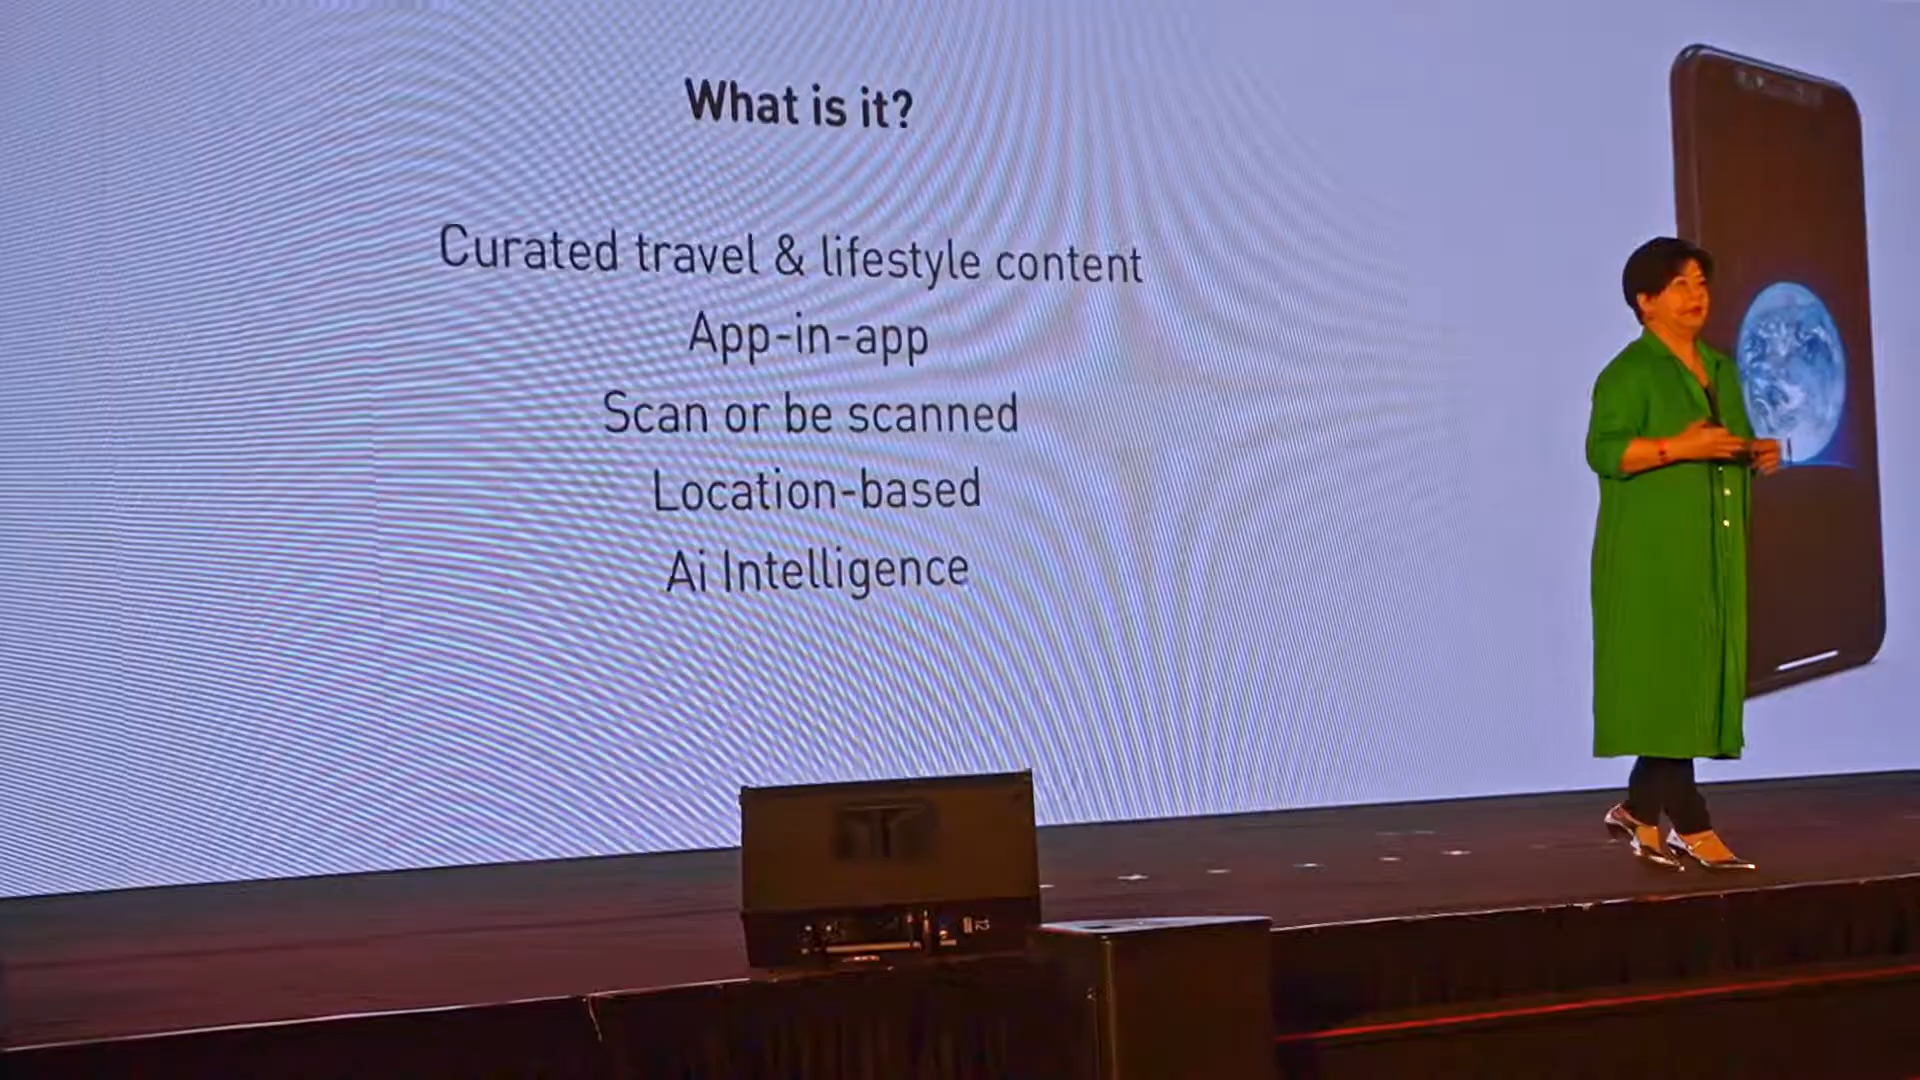 What is it?
Curated travel & lifestyle content
App-in-app
Scan or be scanned
Location-based
Ai Intelligence